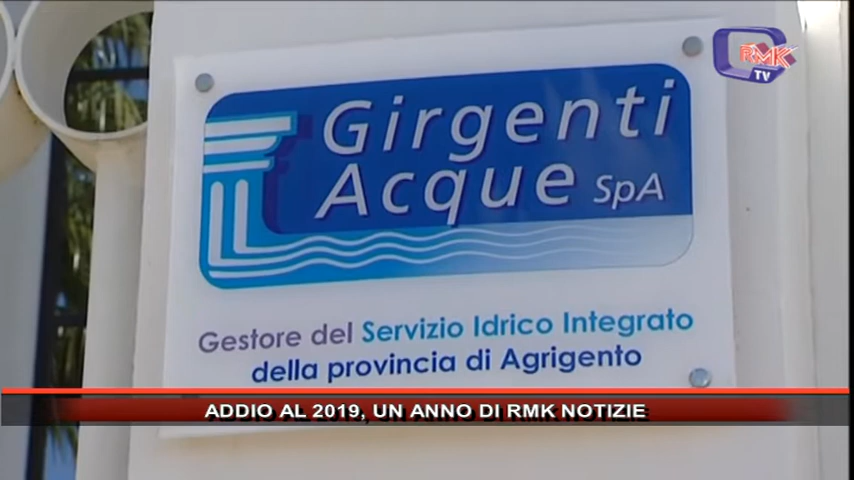 RMK
TV
Girgenti
Acque SpA
Gestore del Servizio Idrico Integrato
della provincia di Agrigento
ADDIO AL 2019, UN ANNO DI RMK NOTIZIE